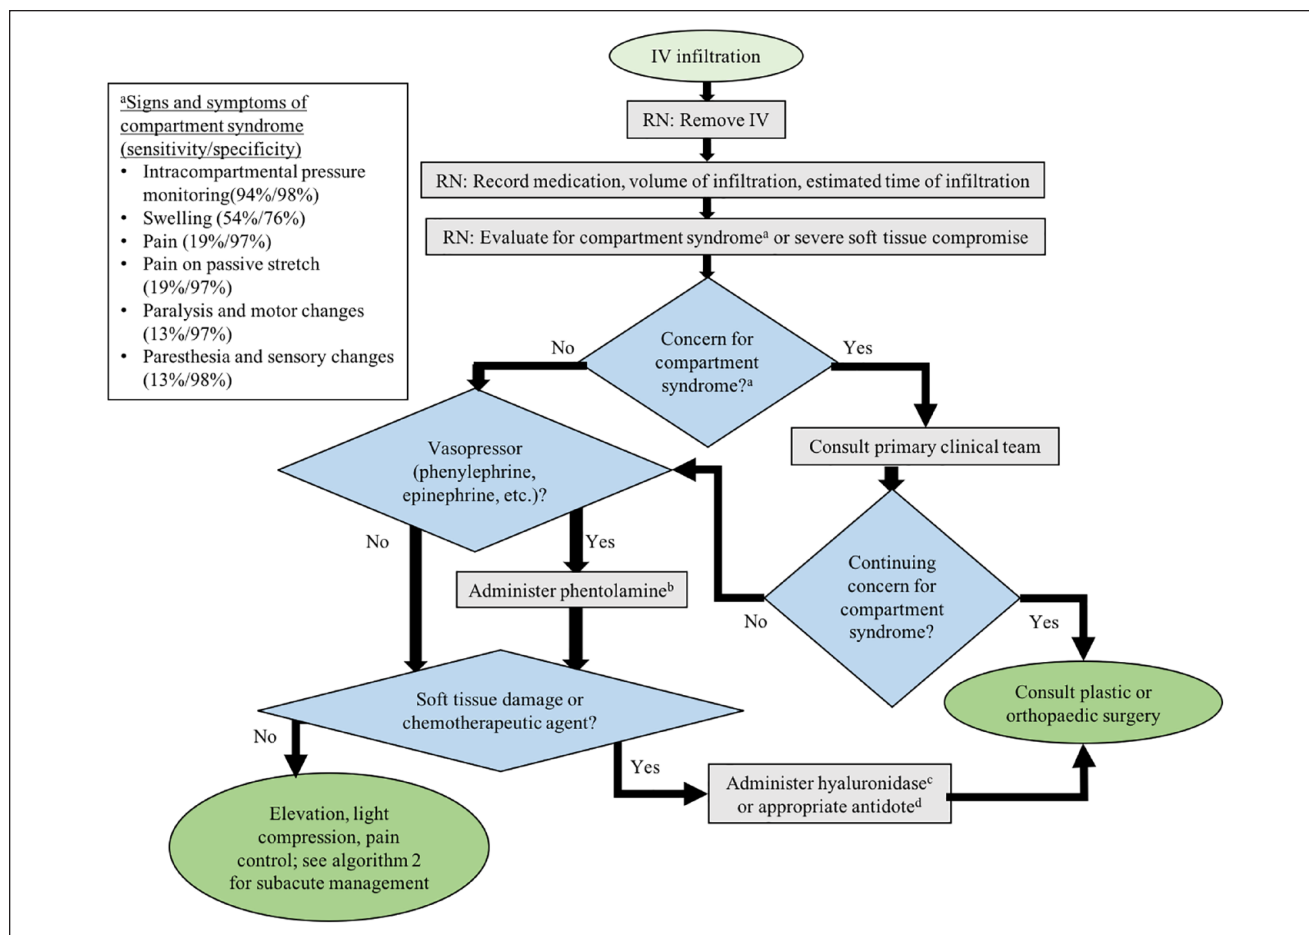 IV infiltration
RN: Remove IV
RN: Record medication, volume of infiltration, estimated time of infiltration
RN: Evaluate for compartment syndromeᵃ or severe soft tissue compromise
ᵃSigns and symptoms of
compartment syndrome
(sensitivity/specificity)
• Intracompartmental pressure
monitoring(94%/98%)
• Swelling (54%/76%)
• Pain (19%/97%)
• Pain on passive stretch
(19%/97%)
• Paralysis and motor changes
(13%/97%)
• Paresthesia and sensory changes
(13%/98%)
Concern for
compartment
syndrome?ᵃ
No
Yes
Consult primary clinical team
Vasopressor
(phenylephrine,
epinephrine, etc.)?
No
Yes
Administer phentolamineᵇ
Continuing
concern for
compartment
syndrome?
No
Yes
Consult plastic or
orthopaedic surgery
Soft tissue damage or
chemotherapeutic agent?
No
Yes
Administer hyaluronidaseᶜ
or appropriate antidoteᵈ
Elevation, light
compression, pain
control; see algorithm 2
for subacute management